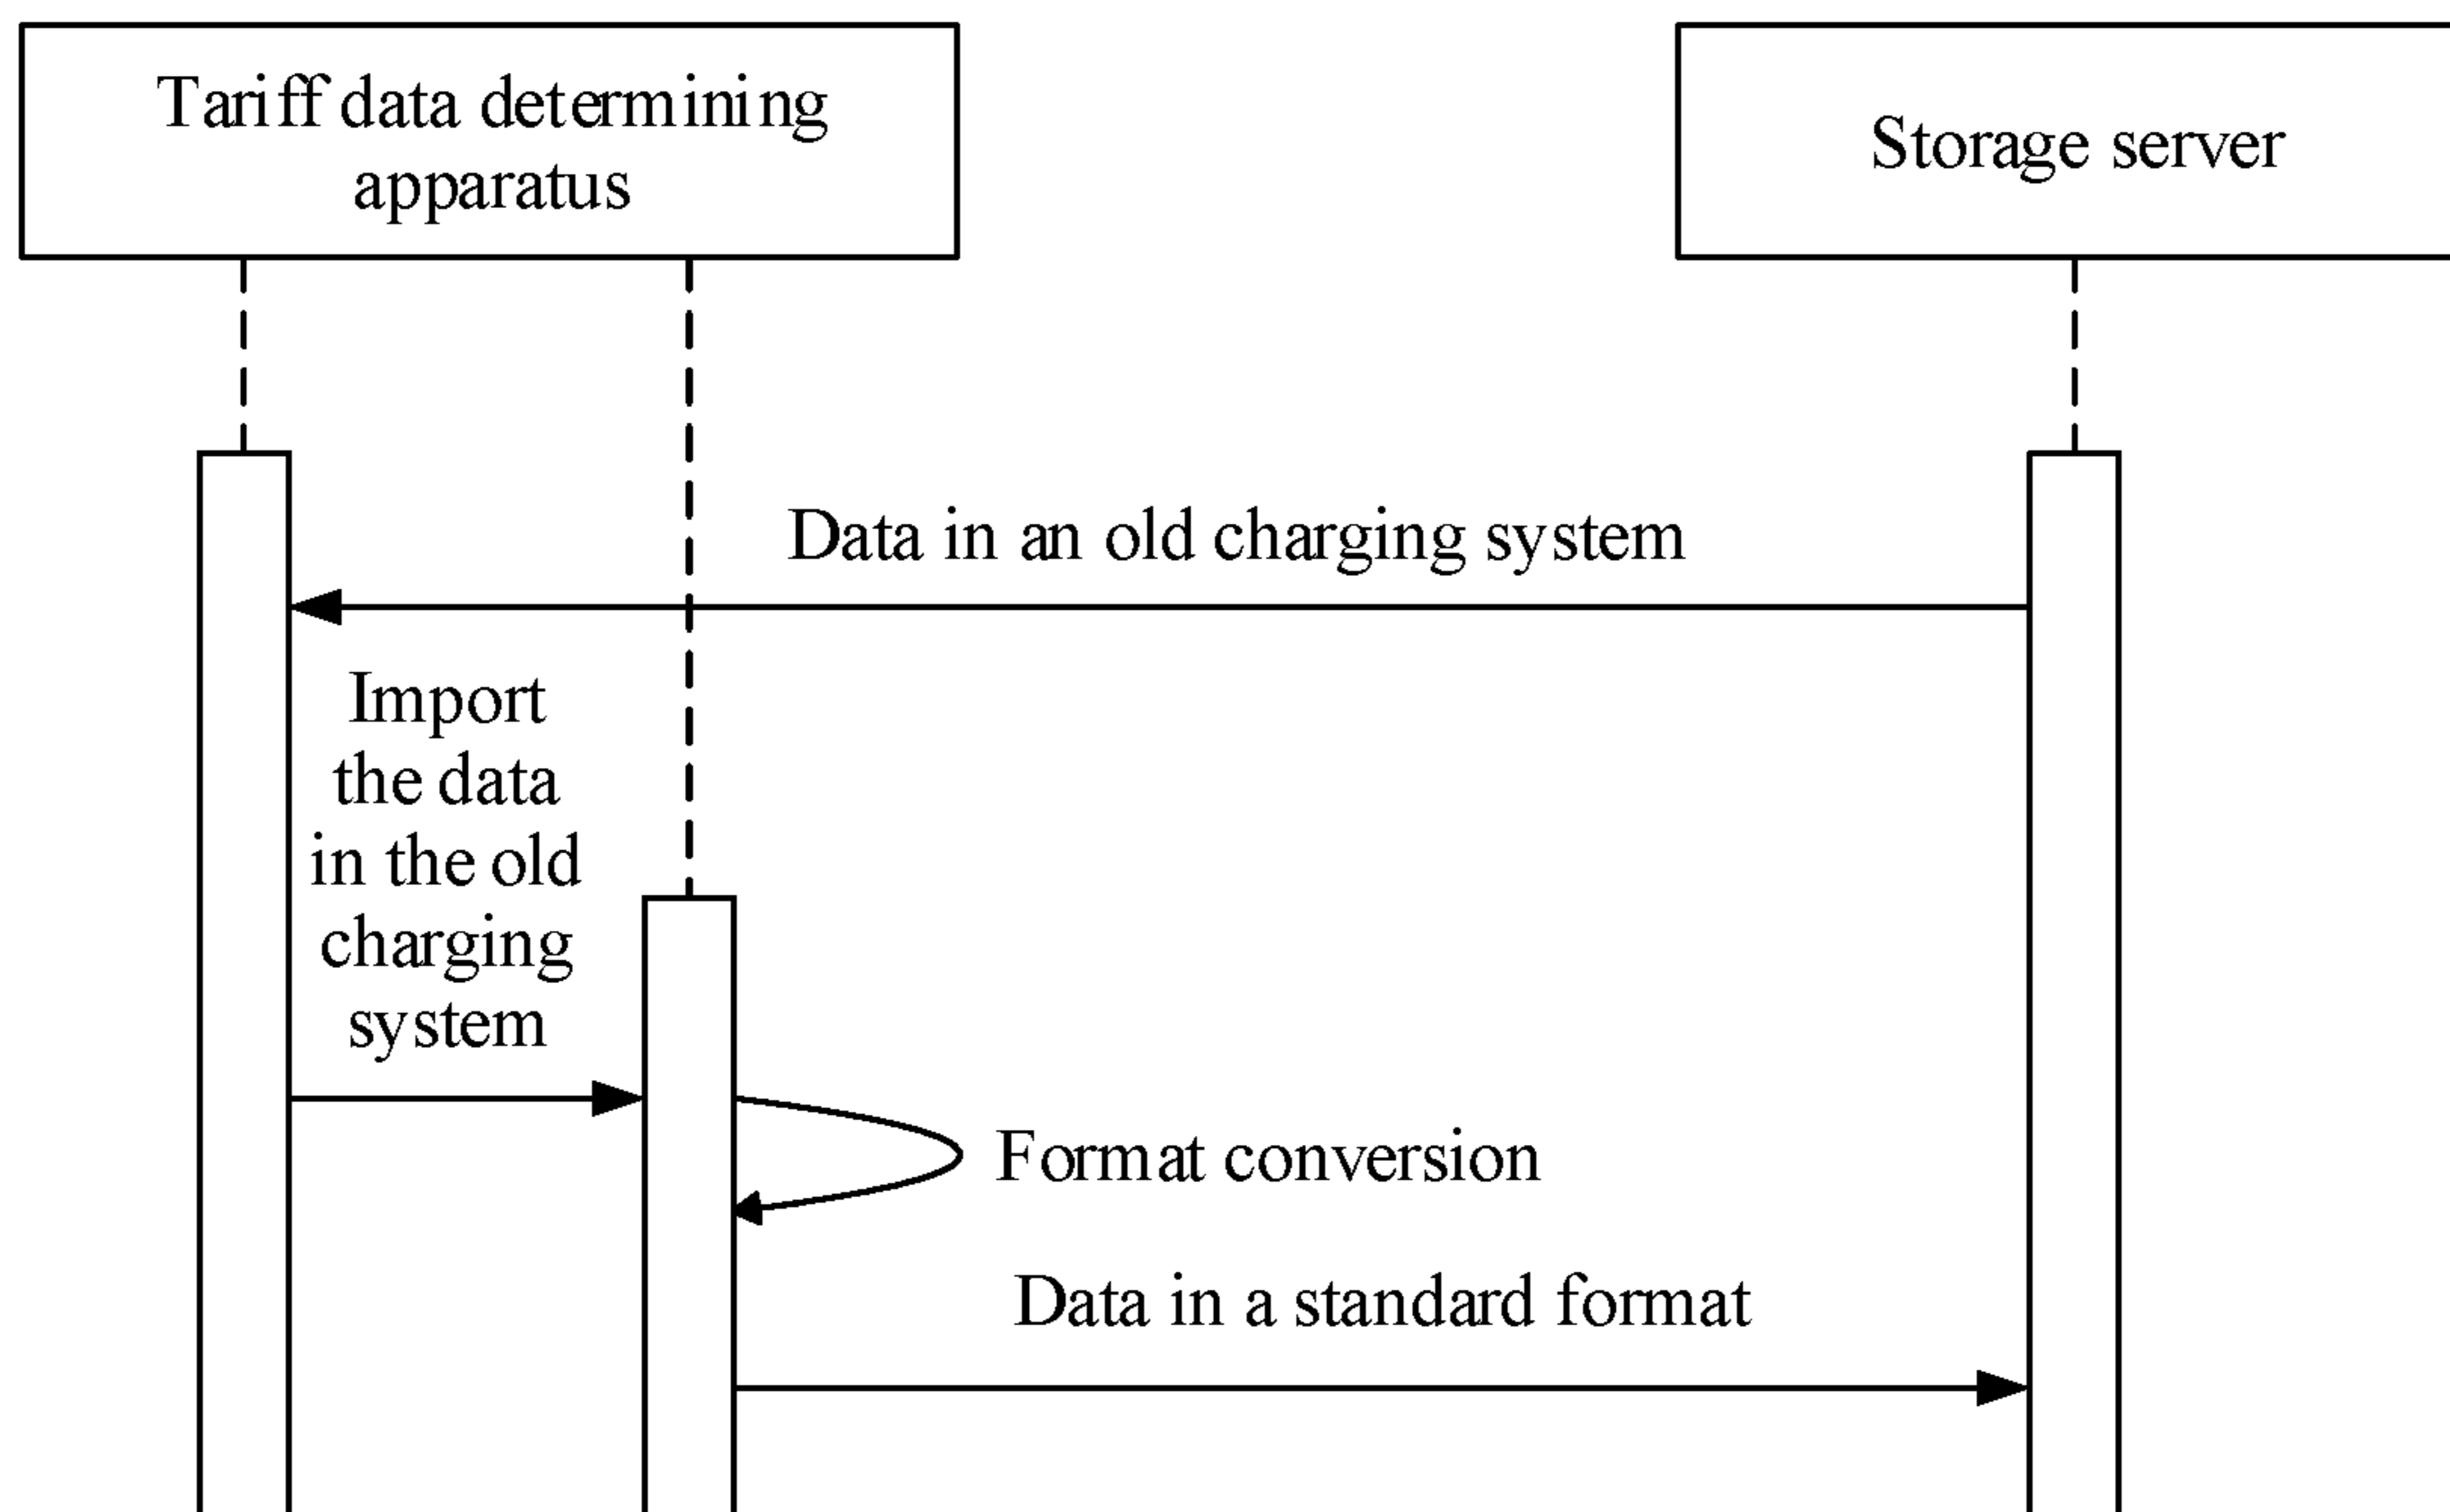 Tariff data determining
apparatus
Storage server
Data in an old charging system
Import
the data
in the old
charging
system
Format conversion
Data in a standard format